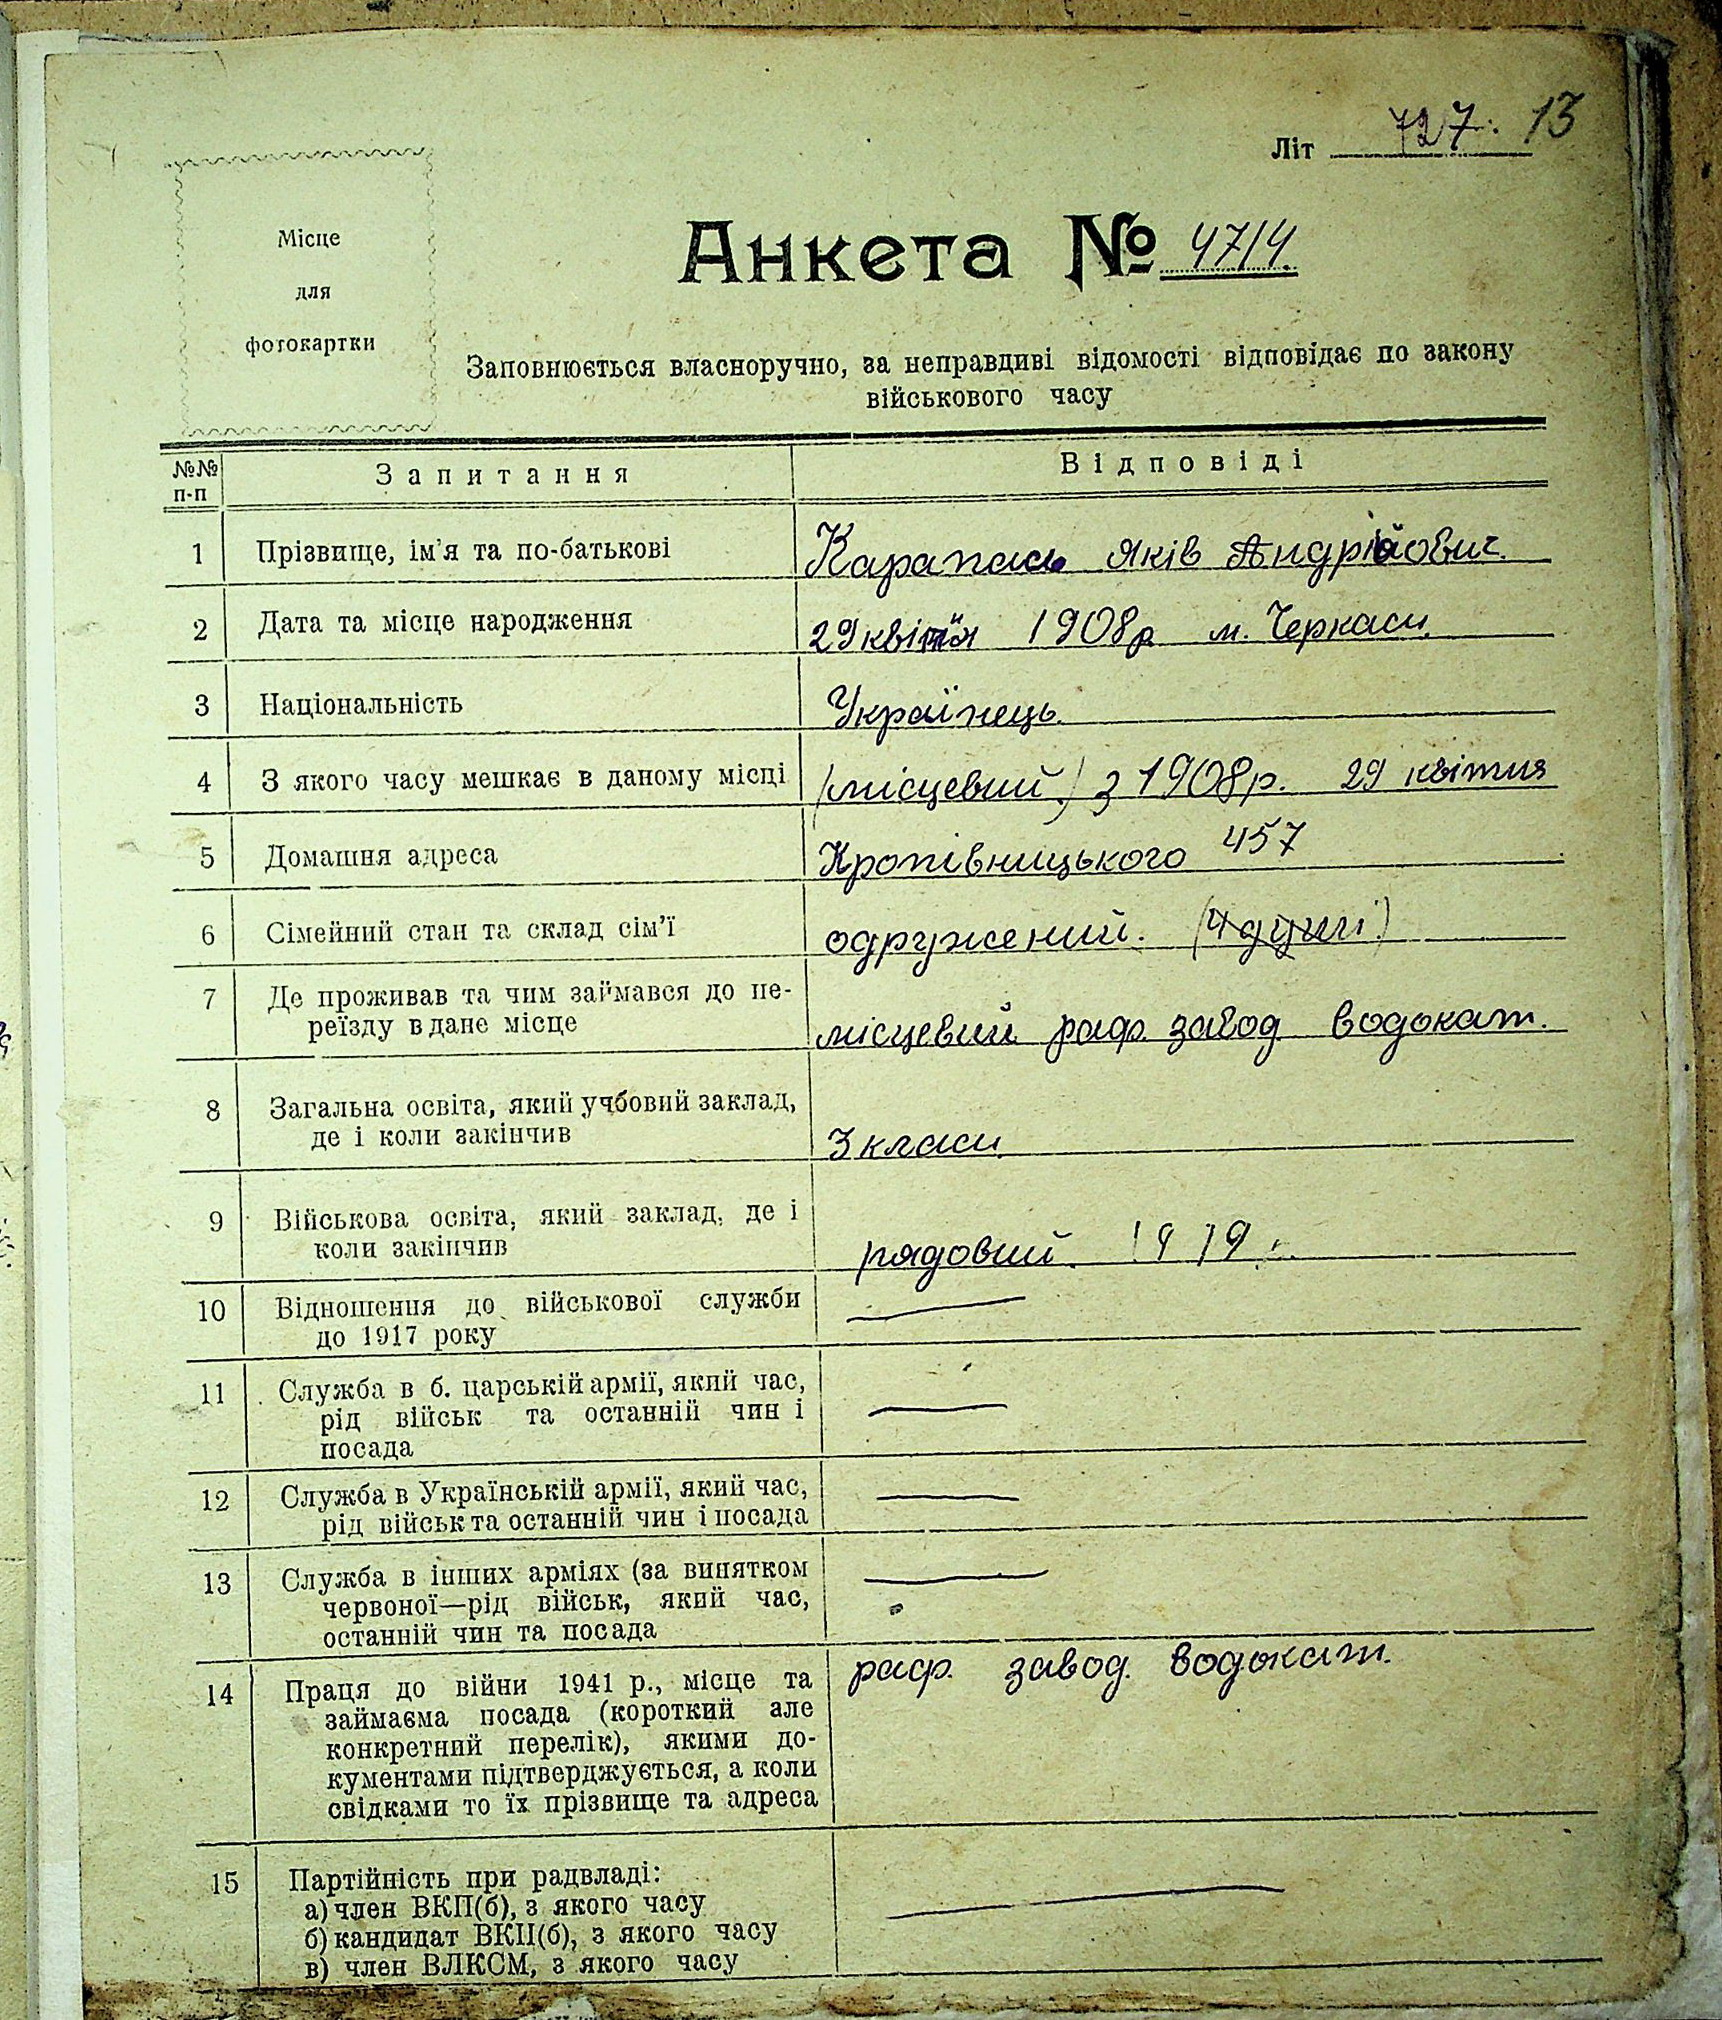 727. 13
Літ
Місце
для
фотокартки
Анкета № 4714.
Заповнюється власноручно, за неправдиві відомості відповідає по закону
військового часу
№№ п-п Запитання Відповіді
1 Прізвище, ім'я та по-батькові Карапась Яків Андрійович.
2 Дата та місце народження 29 квітня 1908р м. Черкаси.
3 Національність Українець.
4 З якого часу мешкає в даному місці (місцевий.) з 1908р. 29 квітня
5 Домашня адреса Кропівницького 457
6 Сімейний стан та склад сім'ї одружений. (4 душі.)
7 Де проживав та чим займався до пе-
реїзду в дане місце місцевий раф. завод водокат.
8 Загальна освіта, який учбовий заклад,
де і коли закінчив 3 класи.
9 Військова освіта, який заклад, де і
коли закінчив рядовий. 1919
10 Відношення до військової служби
до 1917 року —
11 Служба в б. царській армії, який час,
рід військ та останній чин і —
посада
12 Служба в Українській армії, який час, —
рід військ та останній чин і посада
13 Служба в інших арміях (за винятком —
червоної—рід військ, який час,
останній чин та посада
14 Праця до війни 1941 р., місце та раф. завод. водокат.
займаєма посада (короткий але
конкретний перелік), якими до-
кументами підтверджується, а коли
свідками то їх прізвище та адреса
15 Партійність при радвладі:
а) член ВКП(б), з якого часу —
б) кандидат ВКП(б), з якого часу
в) член ВЛКСМ, з якого часу